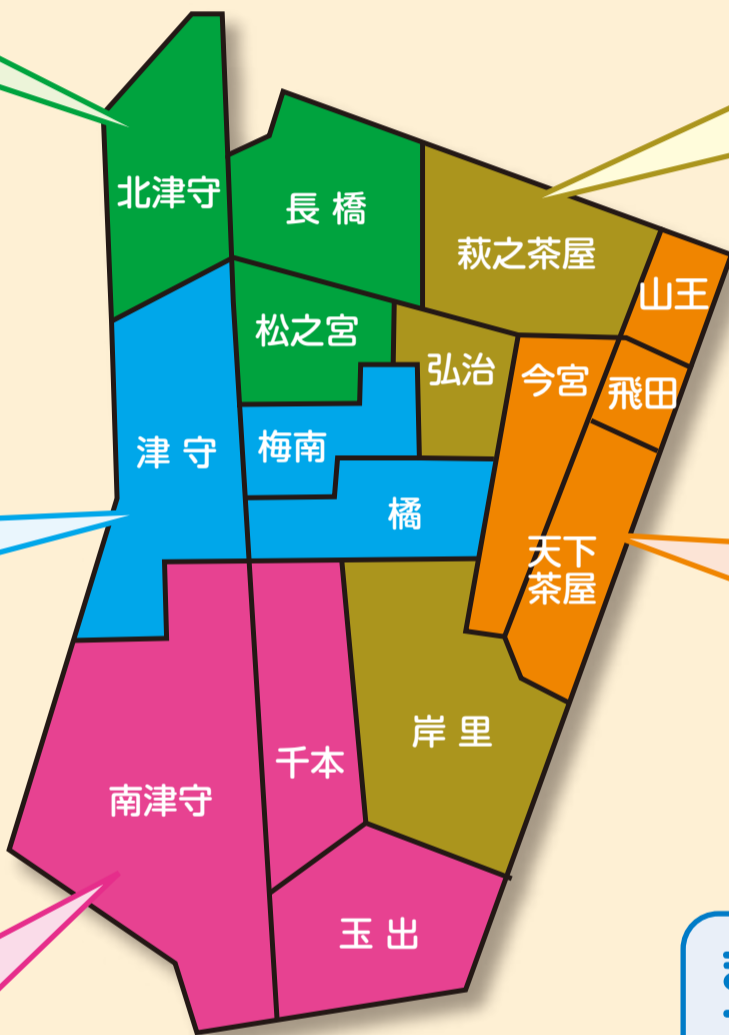 北津守
長橋
萩之茶屋
山王
松之宮
弘治
今宮
飛田
津守
梅南
橘
天下
茶屋
岸里
千本
南津守
玉出